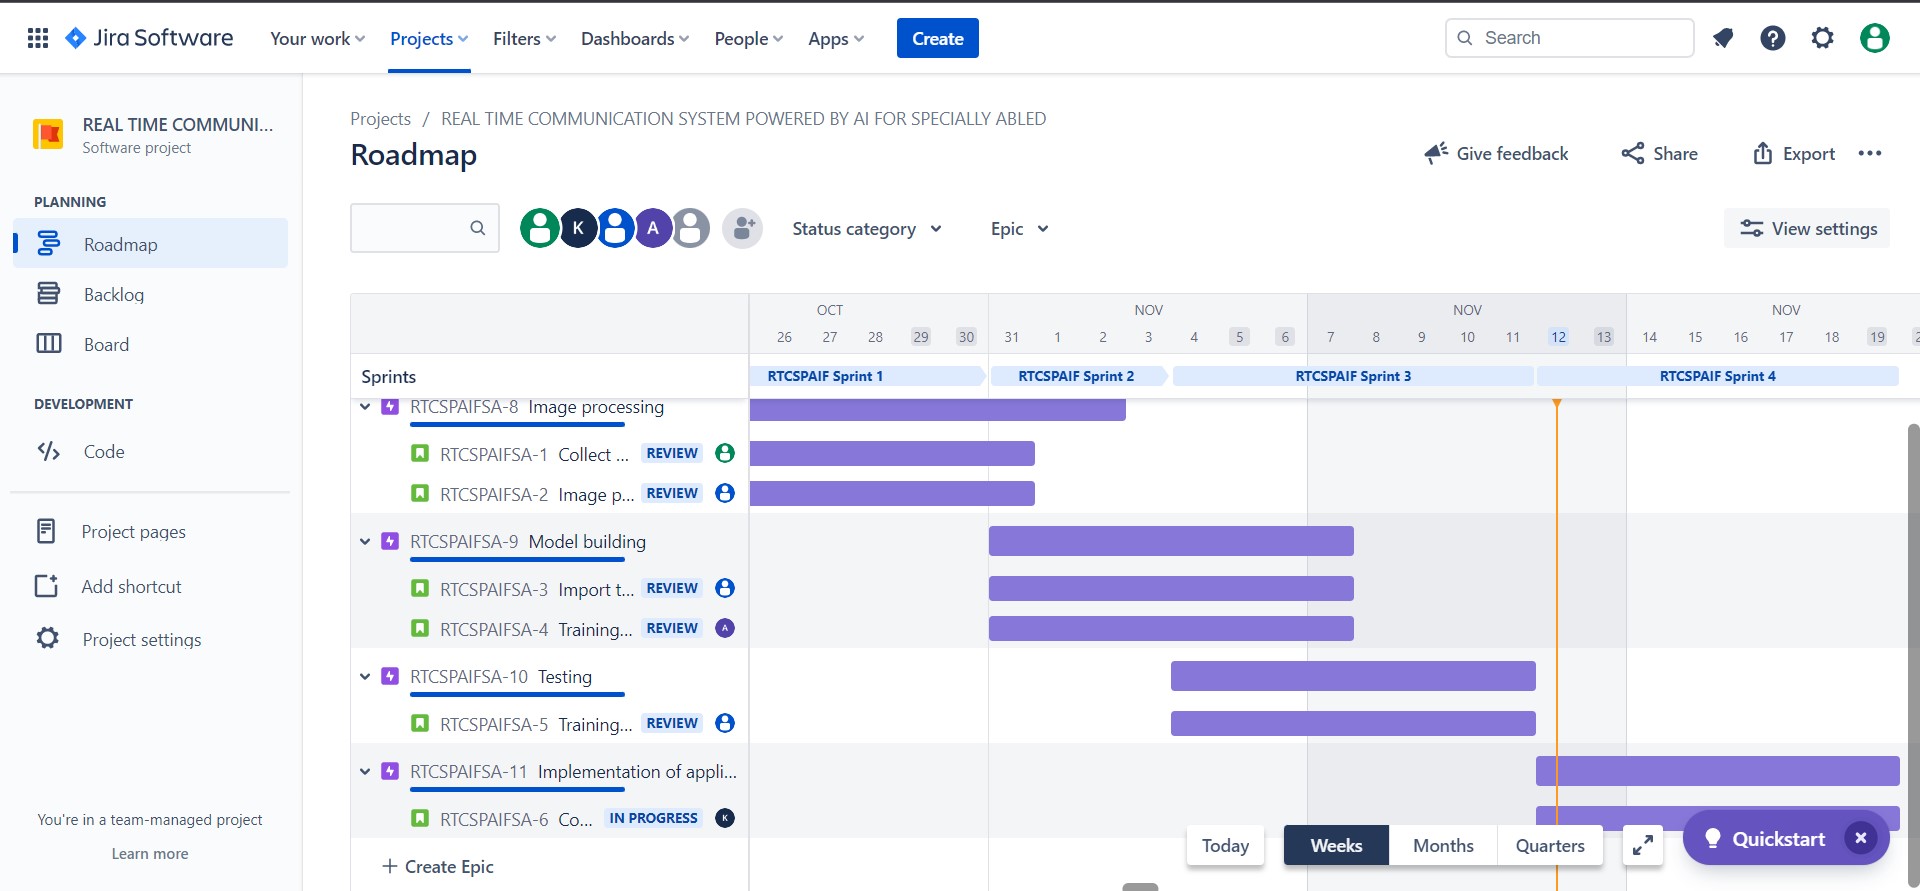 Jira Software Your work Projects Filters Dashboards People Apps Create Search
REAL TIME COMMUNI...
Software project
PLANNING
Roadmap
Backlog
Board
DEVELOPMENT
Code
Project pages
Add shortcut
Project settings
You're in a team-managed project
Learn more
Projects / REAL TIME COMMUNICATION SYSTEM POWERED BY AI FOR SPECIALLY ABLED
Roadmap
Give feedback Share Export
K A Status category Epic View settings
OCT NOV NOV NOV
26 27 28 29 30 31 1 2 3 4 5 6 7 8 9 10 11 12 13 14 15 16 17 18 19 2
Sprints RTCSPAIF Sprint 1 RTCSPAIF Sprint 2 RTCSPAIF Sprint 3 RTCSPAIF Sprint 4
RTCSPAIFSA-8 Image processing
RTCSPAIFSA-1 Collect ... REVIEW
RTCSPAIFSA-2 Image p... REVIEW
RTCSPAIFSA-9 Model building
RTCSPAIFSA-3 Import t... REVIEW
RTCSPAIFSA-4 Training... REVIEW A
RTCSPAIFSA-10 Testing
RTCSPAIFSA-5 Training... REVIEW
RTCSPAIFSA-11 Implementation of appli...
RTCSPAIFSA-6 Co... IN PROGRESS K
Create Epic
Today Weeks Months Quarters Quickstart